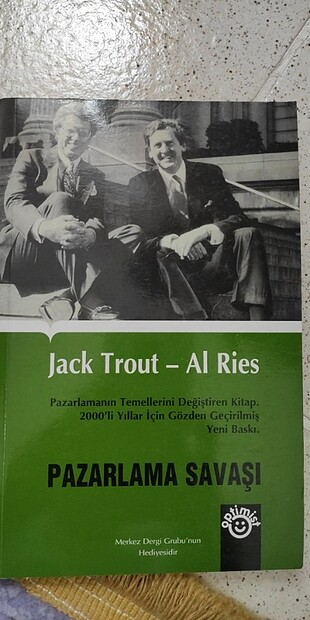 Jack Trout – Al Ries
Pazarlamanın Temellerini Değiştiren Kitap.
2000'li Yıllar İçin Gözden Geçirilmiş
Yeni Baskı.
PAZARLAMA SAVAŞI
optimist
Merkez Dergi Grubu'nun
Hediyesidir